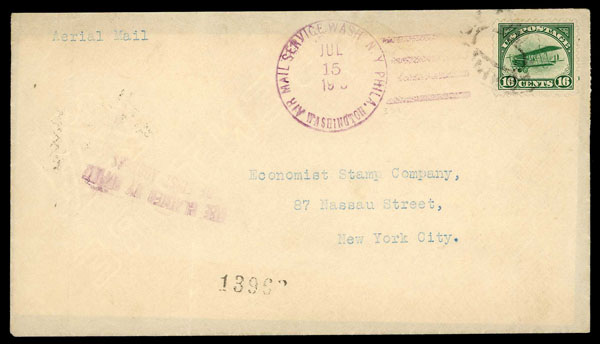 Aerial Mail
AIR MAIL SERVICE WASH. N.Y. PHILA.
JUL
15
WASHINGTON
U.S. POSTAGE
16 CENTS 16
Economist Stamp Company,
87 Nassau Street,
New York City.